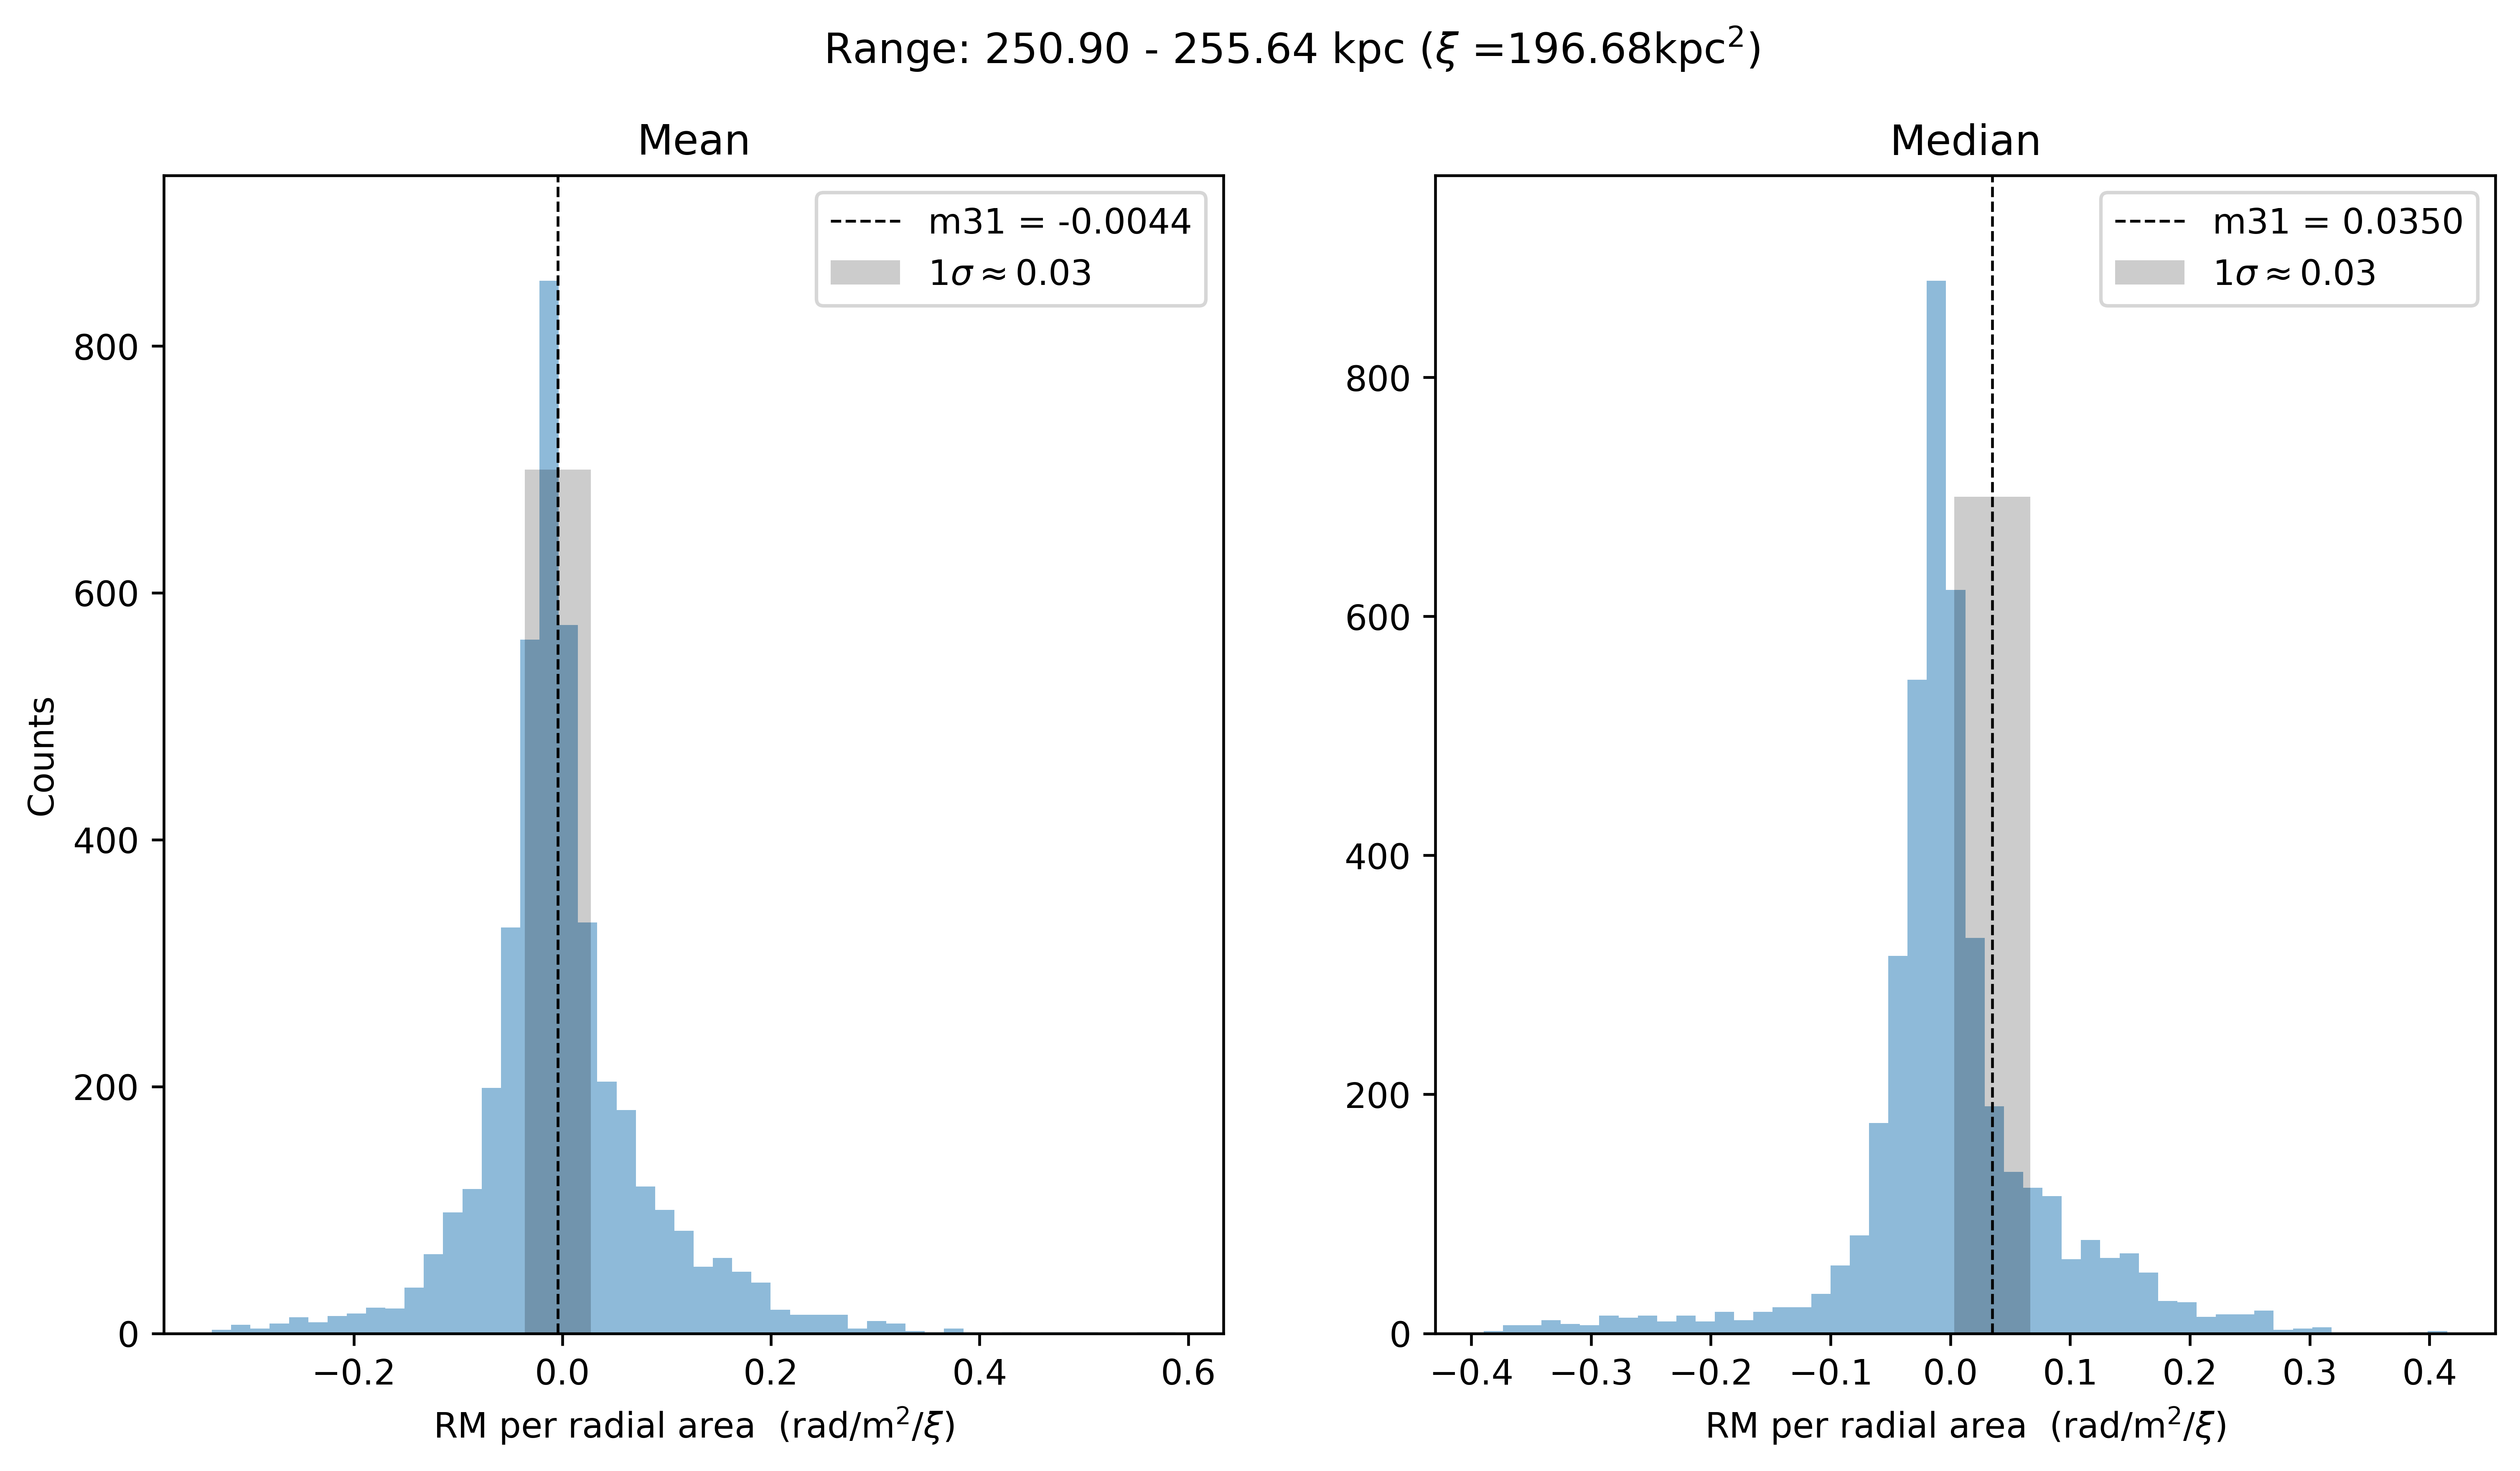 Range: 250.90 - 255.64 kpc (ξ =196.68kpc²)
Mean
m31 = -0.0044
1σ ≈ 0.03
800
600
400
200
0
Counts
−0.2 0.0 0.2 0.4 0.6
RM per radial area (rad/m²/ξ)
Median
m31 = 0.0350
1σ ≈ 0.03
800
600
400
200
0
−0.4 −0.3 −0.2 −0.1 0.0 0.1 0.2 0.3 0.4
RM per radial area (rad/m²/ξ)